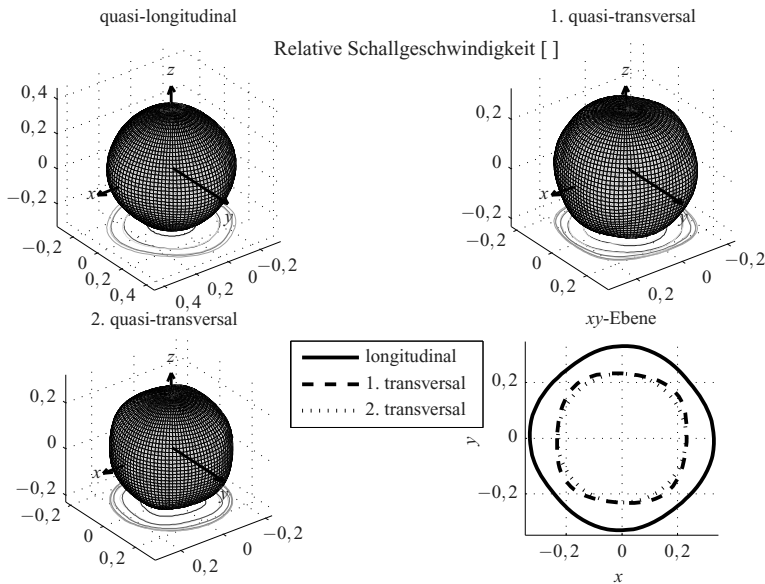 quasi-longitudinal
1. quasi-transversal
Relative Schallgeschwindigkeit [ ]
z
0,4
0,2
0
−0,2
x
y
−0,2
0
0,2
0,4
0,4
0,2
0
−0,2
z
0,2
0
−0,2
x
y
−0,2
0
0,2
0,2
0
−0,2
2. quasi-transversal
z
0,2
0
−0,2
x
y
−0,2
0
0,2
0,2
0
−0,2
longitudinal
1. transversal
2. transversal
xy-Ebene
0,2
0
−0,2
y
−0,2
0
0,2
x